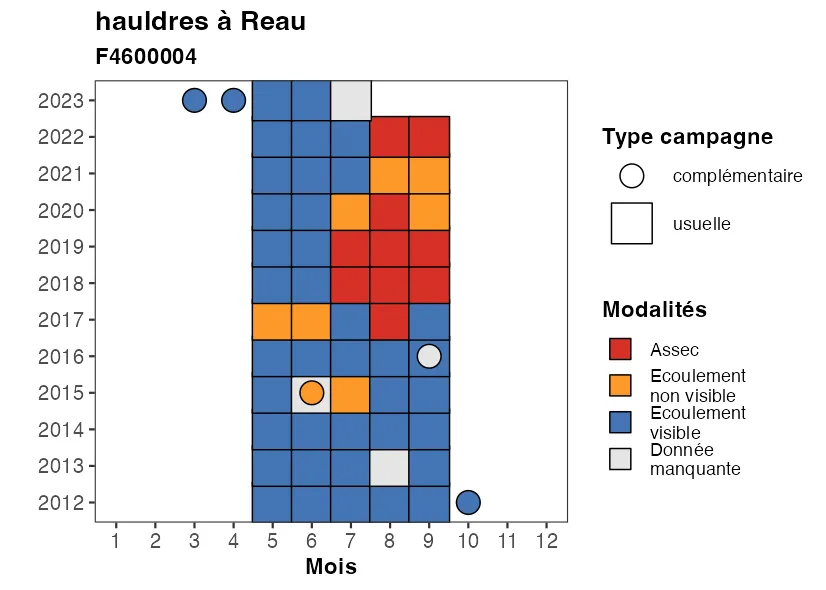 hauldres à Reau
F4600004
2023
2022
2021
2020
2019
2018
2017
2016
2015
2014
2013
2012
1 2 3 4 5 6 7 8 9 10 11 12
Mois
Type campagne
complémentaire
usuelle
Modalités
Assec
Ecoulement
non visible
Ecoulement
visible
Donnée
manquante